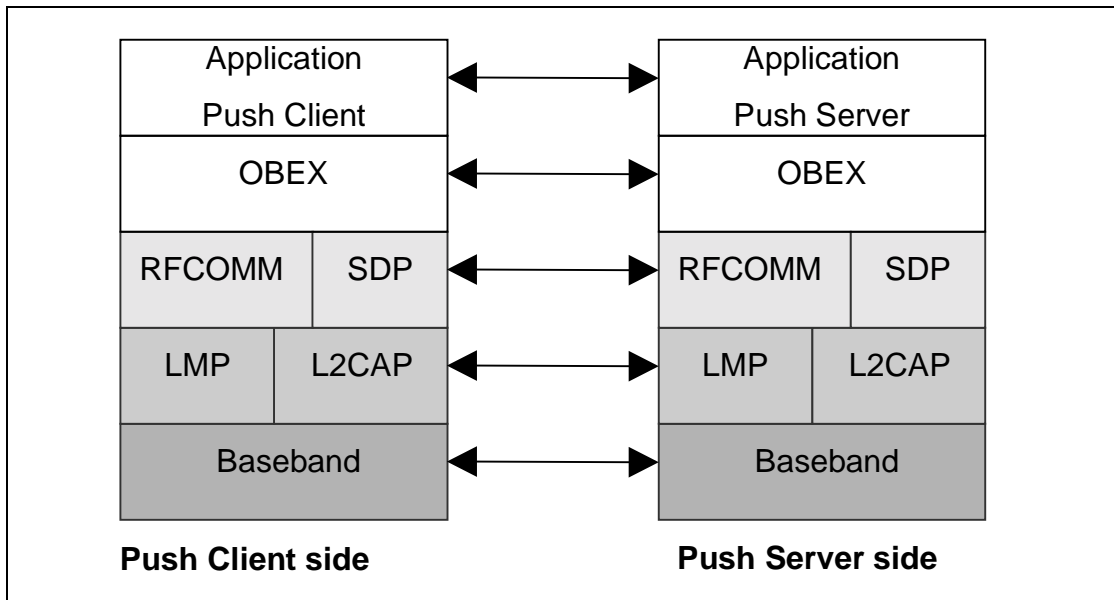 Application
Push Client
OBEX
RFCOMM SDP
LMP L2CAP
Baseband
Push Client side
Application
Push Server
OBEX
RFCOMM SDP
LMP L2CAP
Baseband
Push Server side